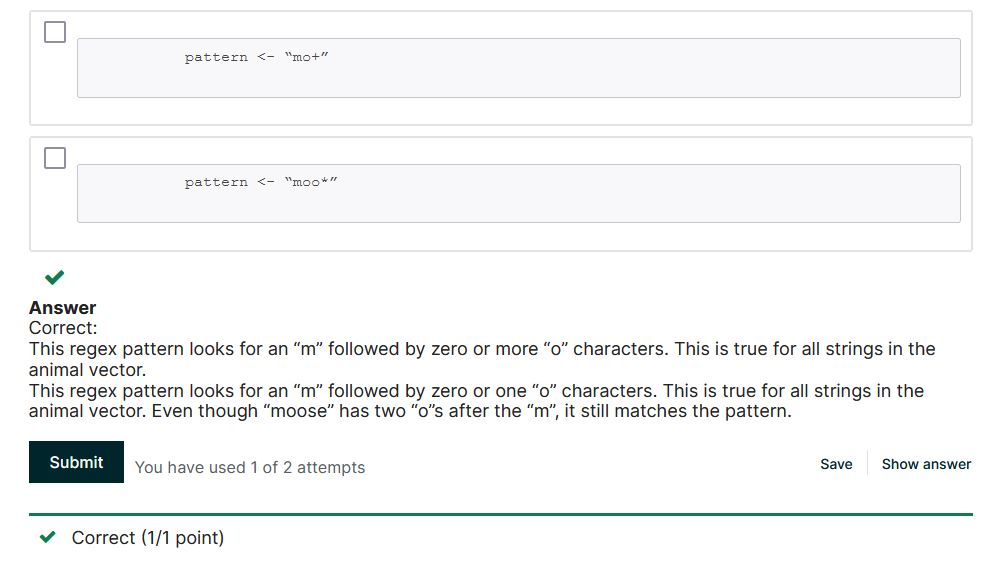 pattern <- “mo+”
pattern <- “moo*”
Answer
Correct:
This regex pattern looks for an “m” followed by zero or more “o” characters. This is true for all strings in the
animal vector.
This regex pattern looks for an “m” followed by zero or one “o” characters. This is true for all strings in the
animal vector. Even though “moose” has two “o”s after the “m”, it still matches the pattern.
Submit
You have used 1 of 2 attempts
Save
Show answer
Correct (1/1 point)